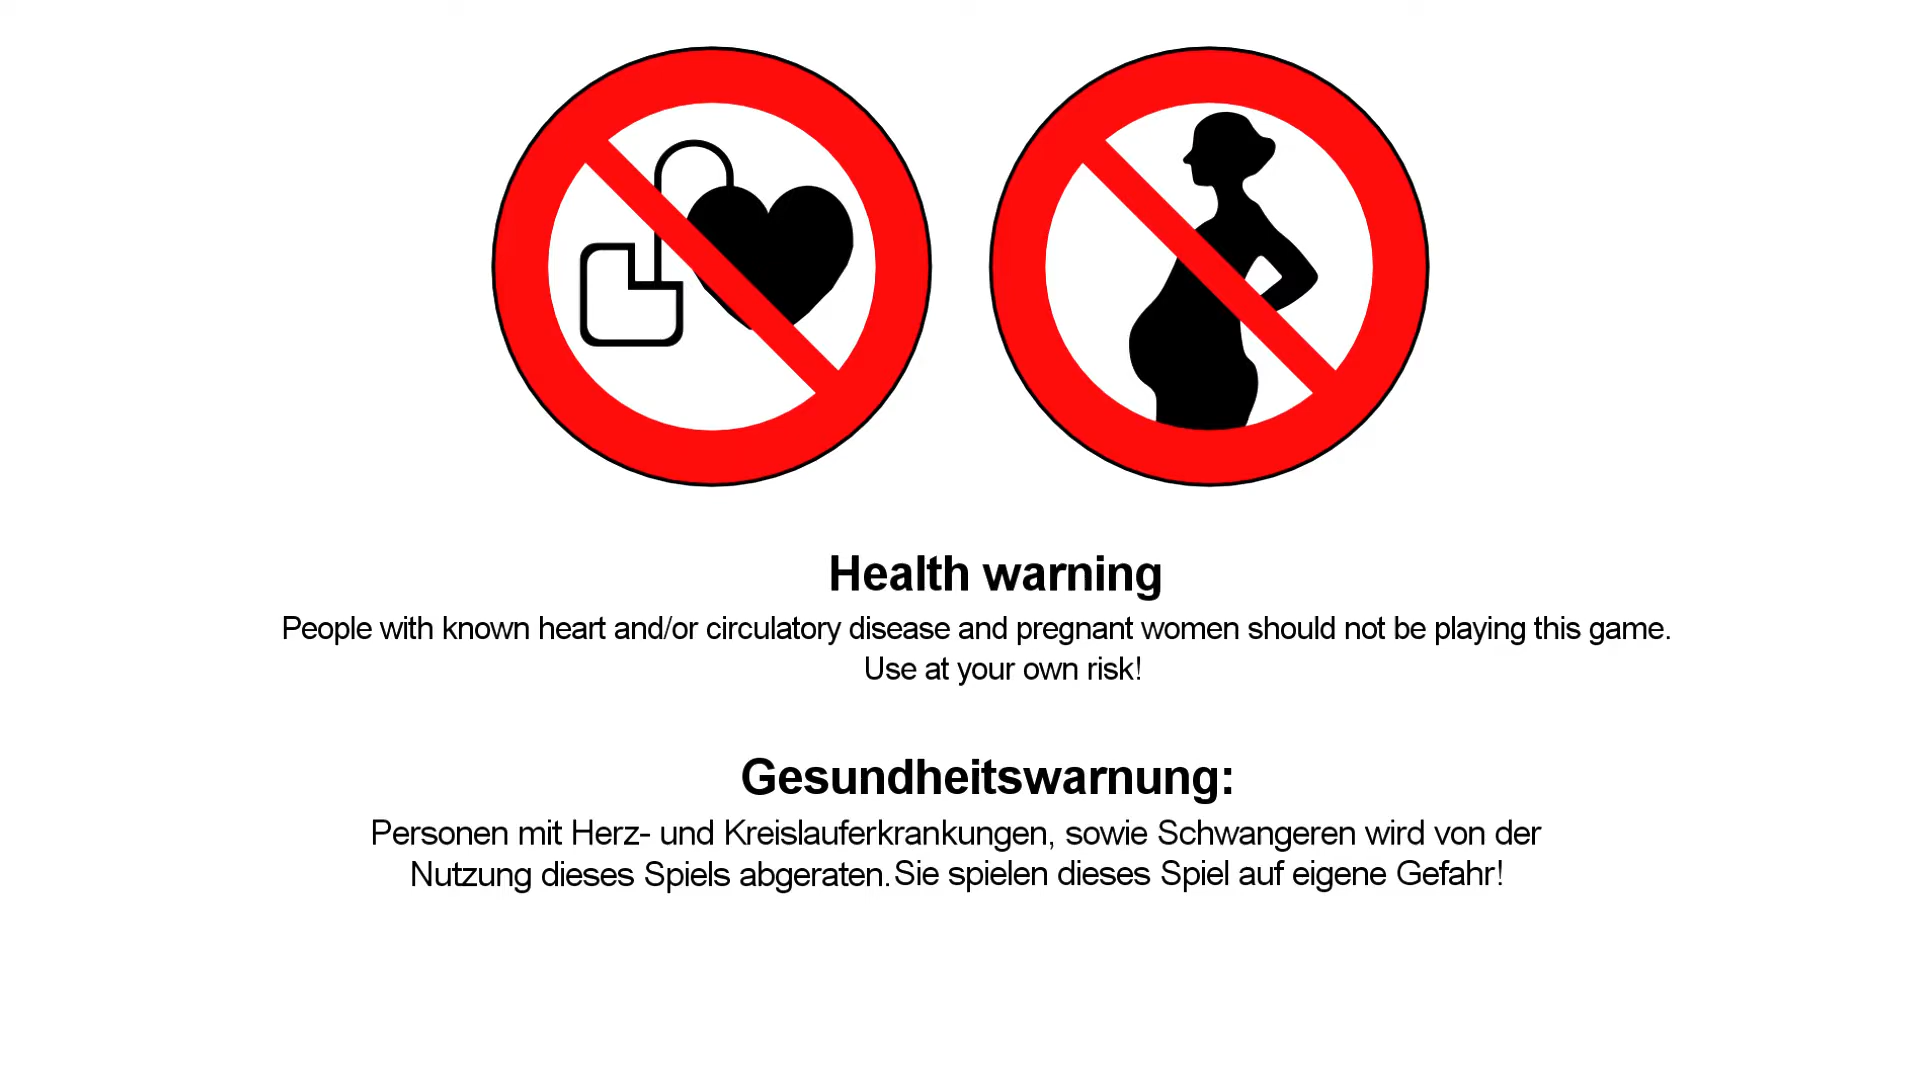 Health warning
People with known heart and/or circulatory disease and pregnant women should not be playing this game.
Use at your own risk!
Gesundheitswarnung:
Personen mit Herz- und Kreislauferkrankungen, sowie Schwangeren wird von der
Nutzung dieses Spiels abgeraten. Sie spielen dieses Spiel auf eigene Gefahr!